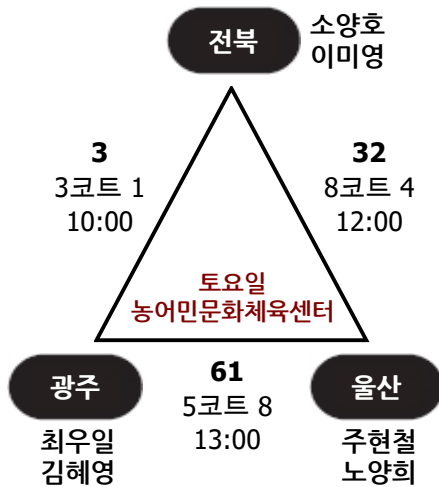 전북
소양호
이미영
3
3코트 1
10:00
32
8코트 4
12:00
토요일
농어민문화체육센터
광주
최우일
김혜영
61
5코트 8
13:00
울산
주현철
노양희